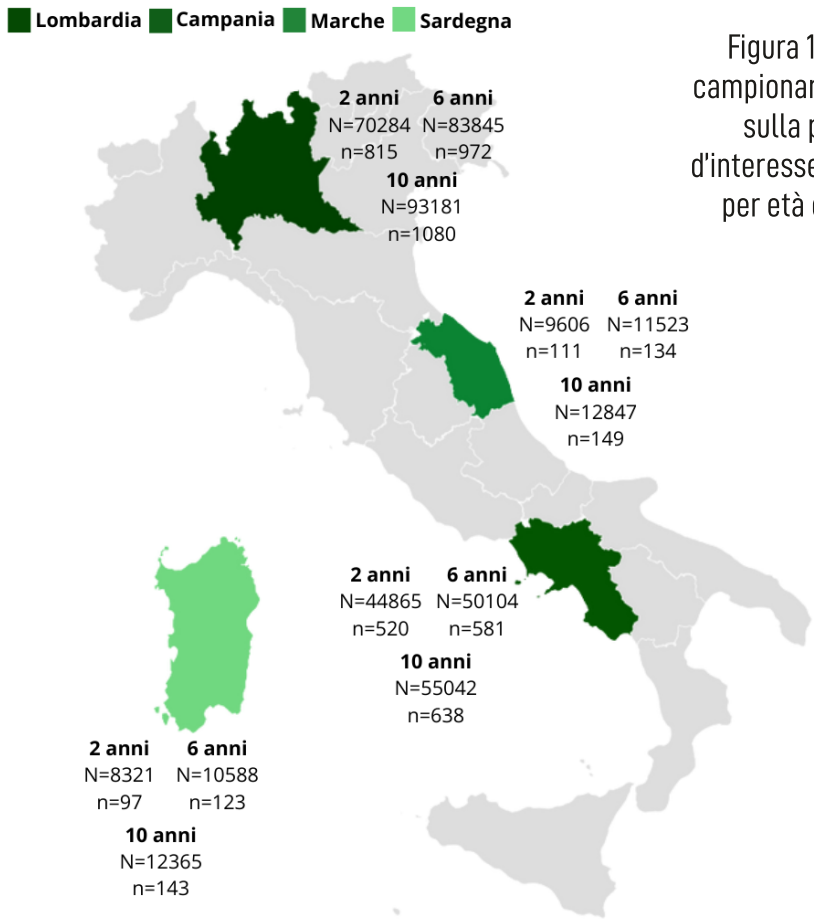 Lombardia Campania Marche Sardegna
Figura 1
campionar
sulla p
d'interesse
per età
2 anni 6 anni
N=70284 N=83845
n=815 n=972
10 anni
N=93181
n=1080
2 anni 6 anni
N=9606 N=11523
n=111 n=134
10 anni
N=12847
n=149
2 anni 6 anni
N=44865 N=50104
n=520 n=581
10 anni
N=55042
n=638
2 anni 6 anni
N=8321 N=10588
n=97 n=123
10 anni
N=12365
n=143